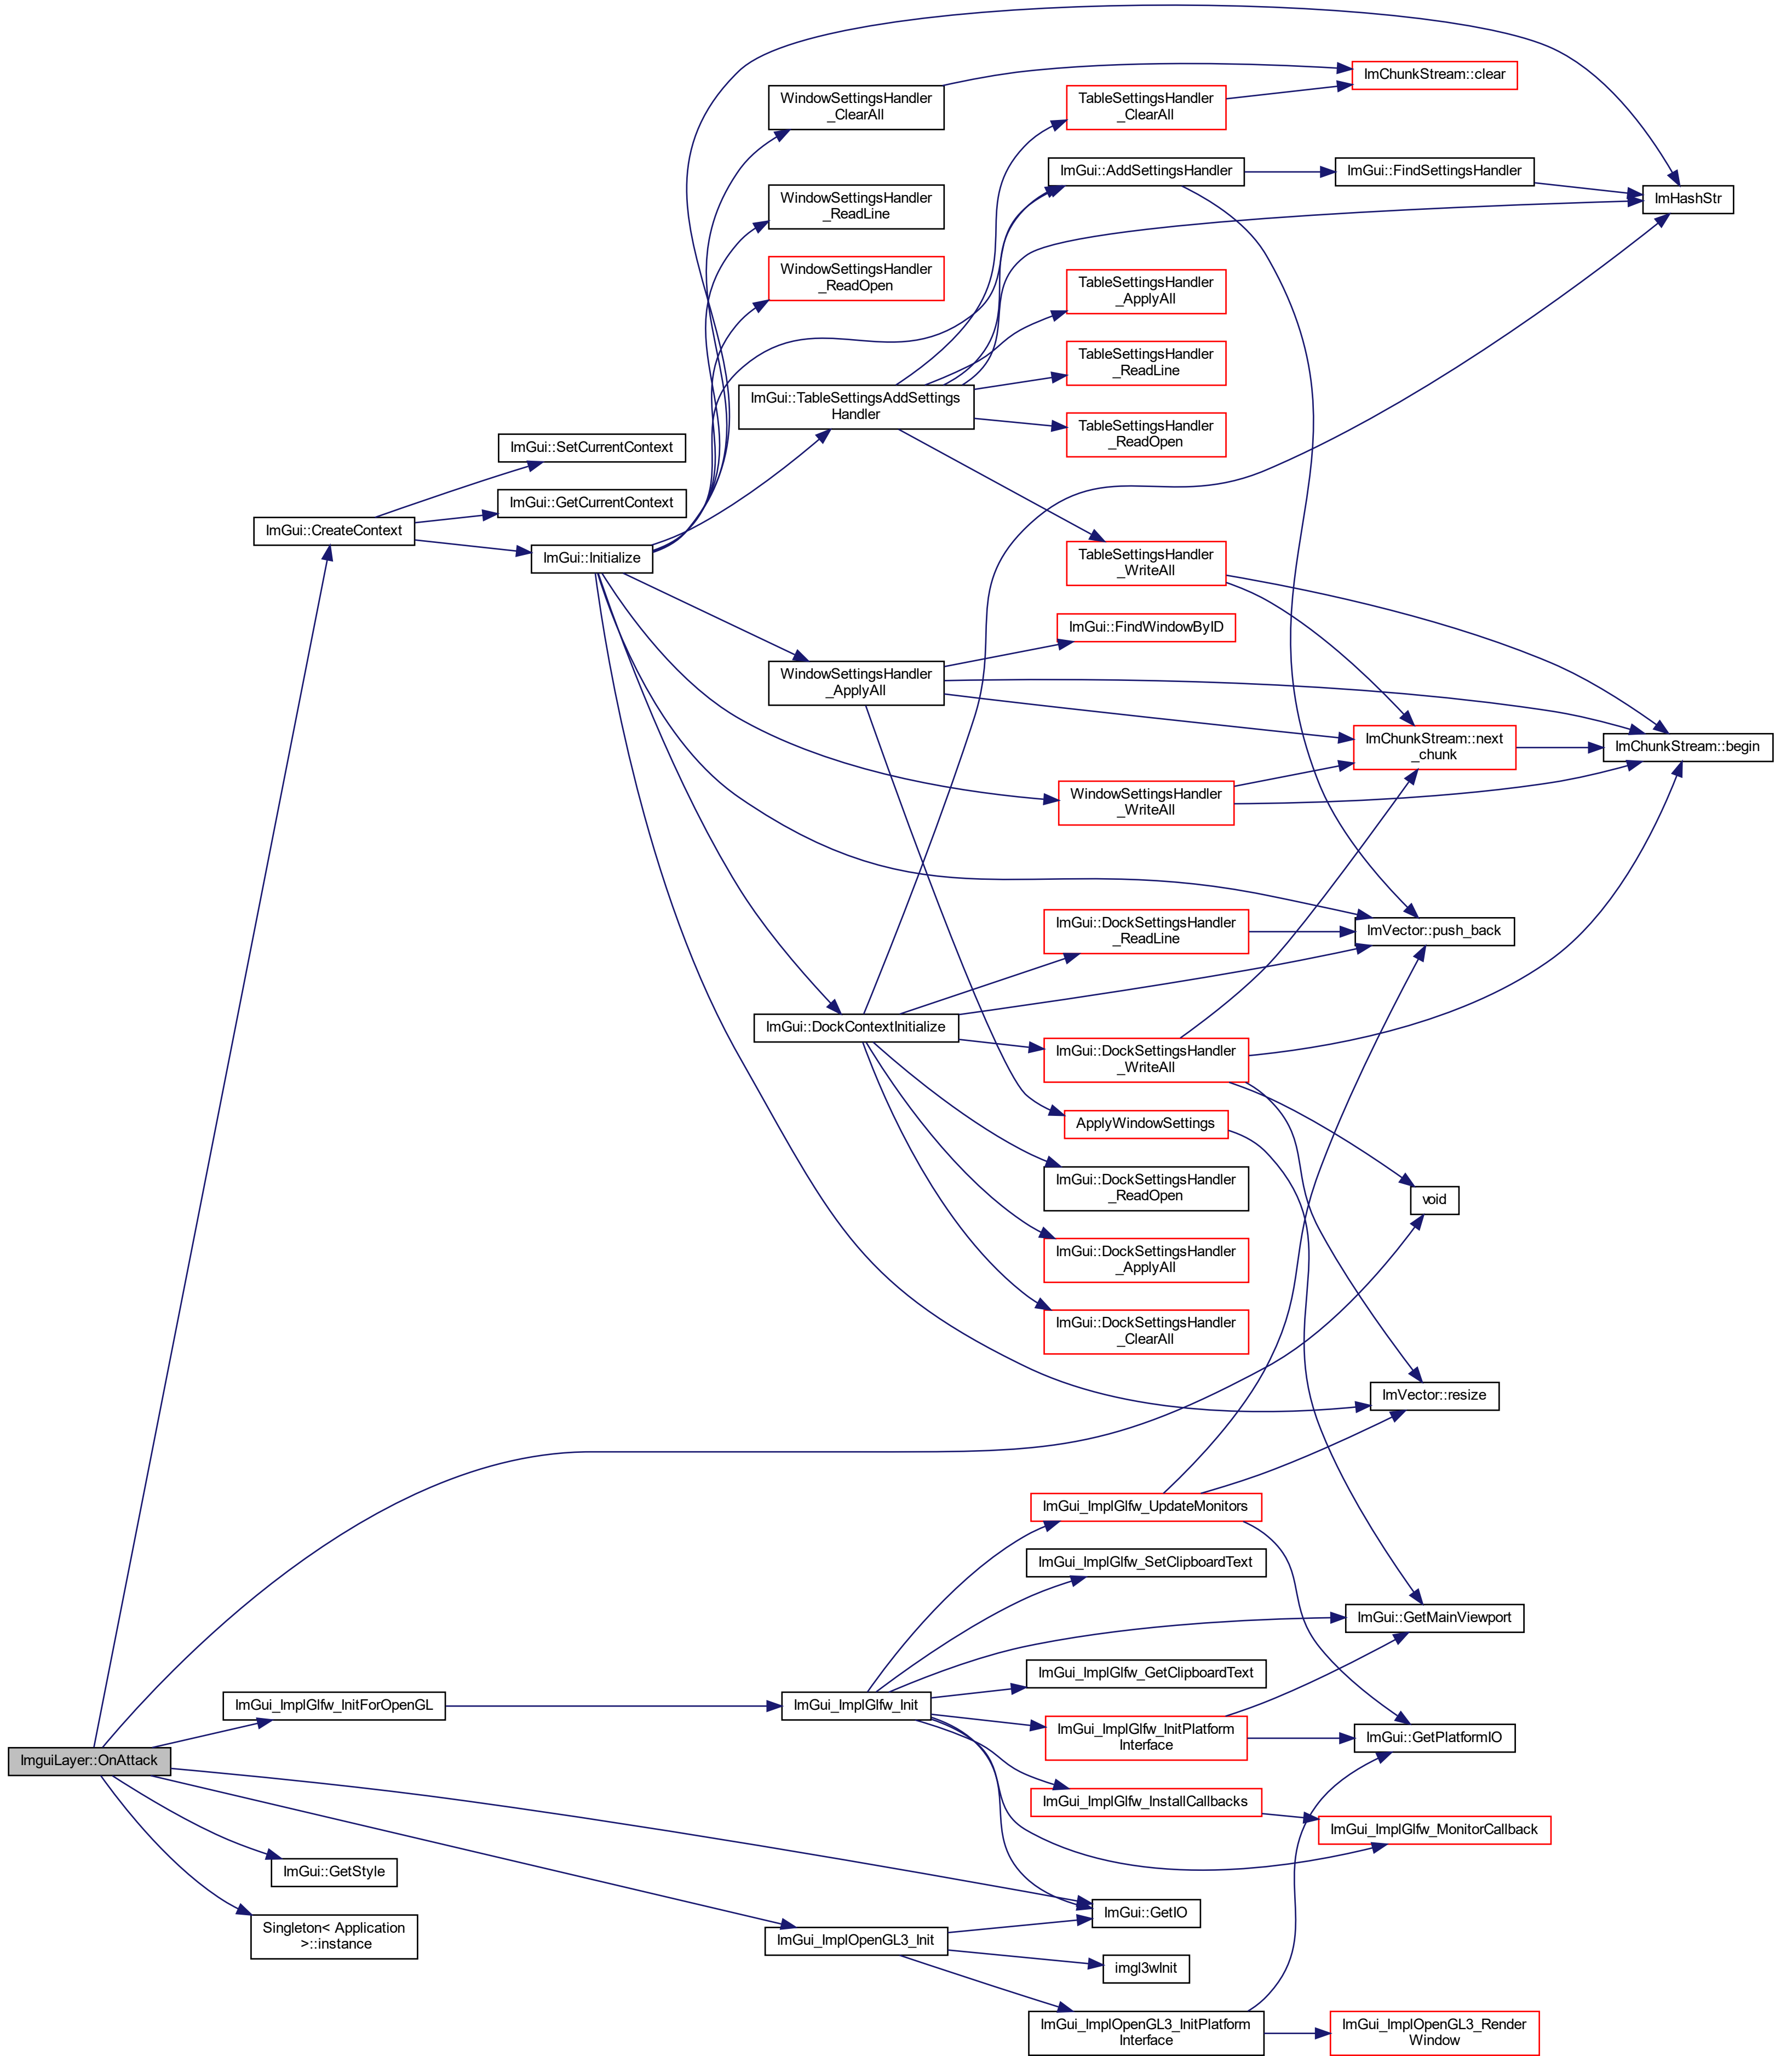 ImChunkStream::clear
WindowSettingsHandler
_ClearAll
TableSettingsHandler
_ClearAll
ImGui::AddSettingsHandler
ImGui::FindSettingsHandler
ImHashStr
WindowSettingsHandler
_ReadLine
WindowSettingsHandler
_ReadOpen
TableSettingsHandler
_ApplyAll
TableSettingsHandler
_ReadLine
ImGui::TableSettingsAddSettings
Handler
TableSettingsHandler
_ReadOpen
ImGui::SetCurrentContext
ImGui::GetCurrentContext
ImGui::CreateContext
ImGui::Initialize
TableSettingsHandler
_WriteAll
ImGui::FindWindowByID
WindowSettingsHandler
_ApplyAll
ImChunkStream::next
_chunk
ImChunkStream::begin
WindowSettingsHandler
_WriteAll
ImGui::DockSettingsHandler
_ReadLine
ImVector::push_back
ImGui::DockContextInitialize
ImGui::DockSettingsHandler
_WriteAll
ApplyWindowSettings
ImGui::DockSettingsHandler
_ReadOpen
void
ImGui::DockSettingsHandler
_ApplyAll
ImGui::DockSettingsHandler
_ClearAll
ImVector::resize
ImGui_ImplGlfw_UpdateMonitors
ImGui_ImplGlfw_SetClipboardText
ImGui::GetMainViewport
ImGui_ImplGlfw_GetClipboardText
ImGui_ImplGlfw_InitForOpenGL
ImGui_ImplGlfw_Init
ImGui_ImplGlfw_InitPlatform
Interface
ImGui::GetPlatformIO
ImguiLayer::OnAttack
ImGui_ImplGlfw_InstallCallbacks
ImGui_ImplGlfw_MonitorCallback
ImGui::GetStyle
ImGui::GetIO
Singleton< Application
>::instance
ImGui_ImplOpenGL3_Init
imgl3wInit
ImGui_ImplOpenGL3_InitPlatform
Interface
ImGui_ImplOpenGL3_Render
Window